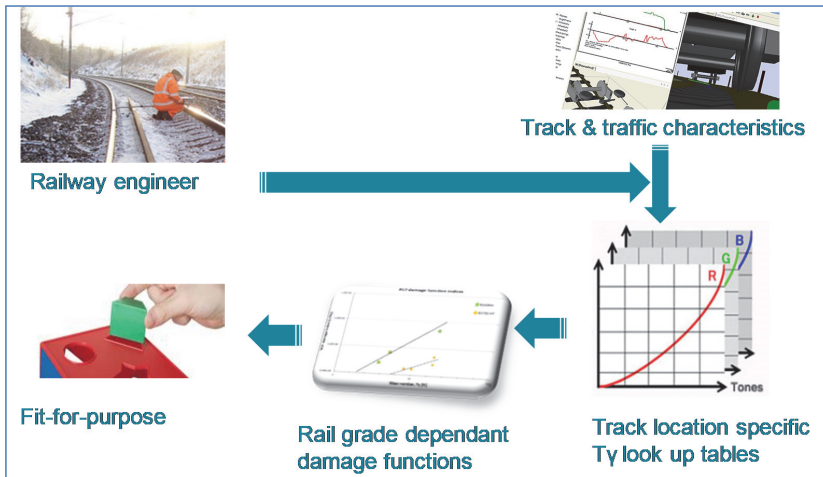 Railway engineer
Track & traffic characteristics
R
G
B
Tones
Track location specific
Tγ look up tables
Rail grade dependant
damage functions
Fit-for-purpose